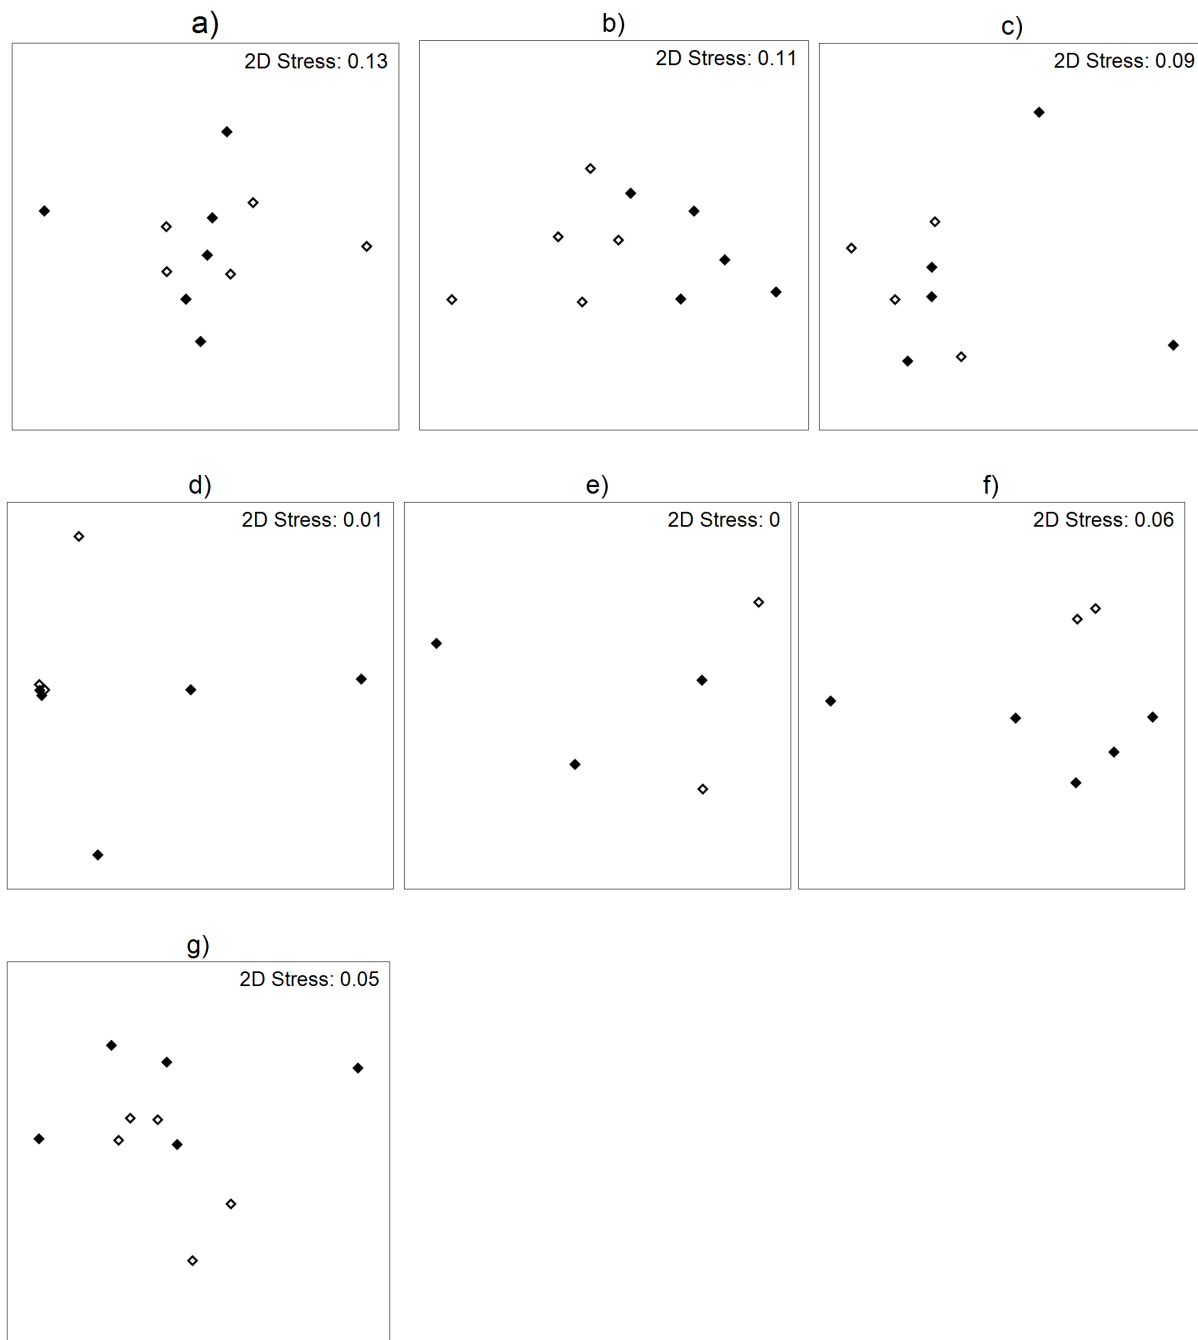 a)
2D Stress: 0.13
b)
2D Stress: 0.11
c)
2D Stress: 0.09
d)
2D Stress: 0.01
e)
2D Stress: 0
f)
2D Stress: 0.06
g)
2D Stress: 0.05